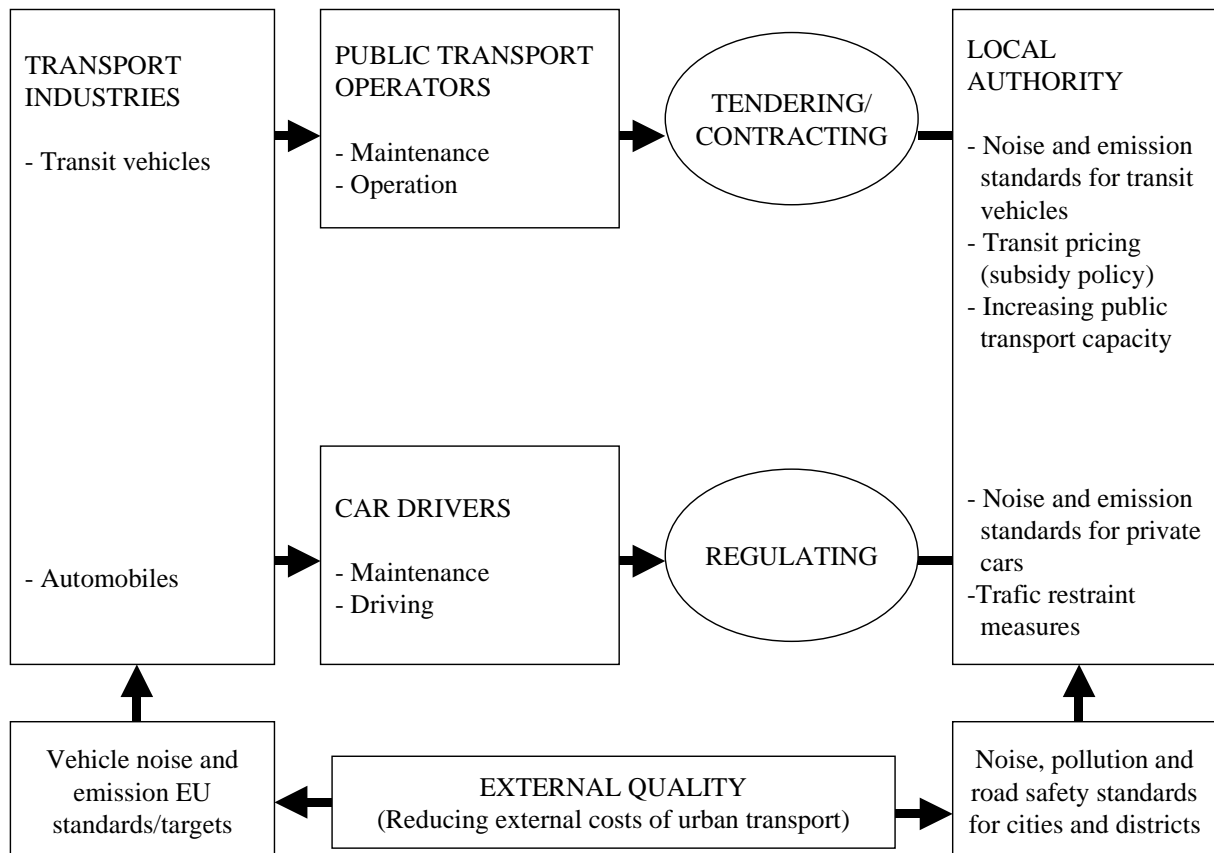 TRANSPORT
INDUSTRIES
- Transit vehicles
- Automobiles
PUBLIC TRANSPORT
OPERATORS
- Maintenance
- Operation
TENDERING/
CONTRACTING
LOCAL
AUTHORITY
- Noise and emission
standards for transit
vehicles
- Transit pricing
(subsidy policy)
- Increasing public
transport capacity
CAR DRIVERS
- Maintenance
- Driving
REGULATING
- Noise and emission
standards for private
cars
-Trafic restraint
measures
Vehicle noise and
emission EU
standards/targets
EXTERNAL QUALITY
(Reducing external costs of urban transport)
Noise, pollution and
road safety standards
for cities and districts